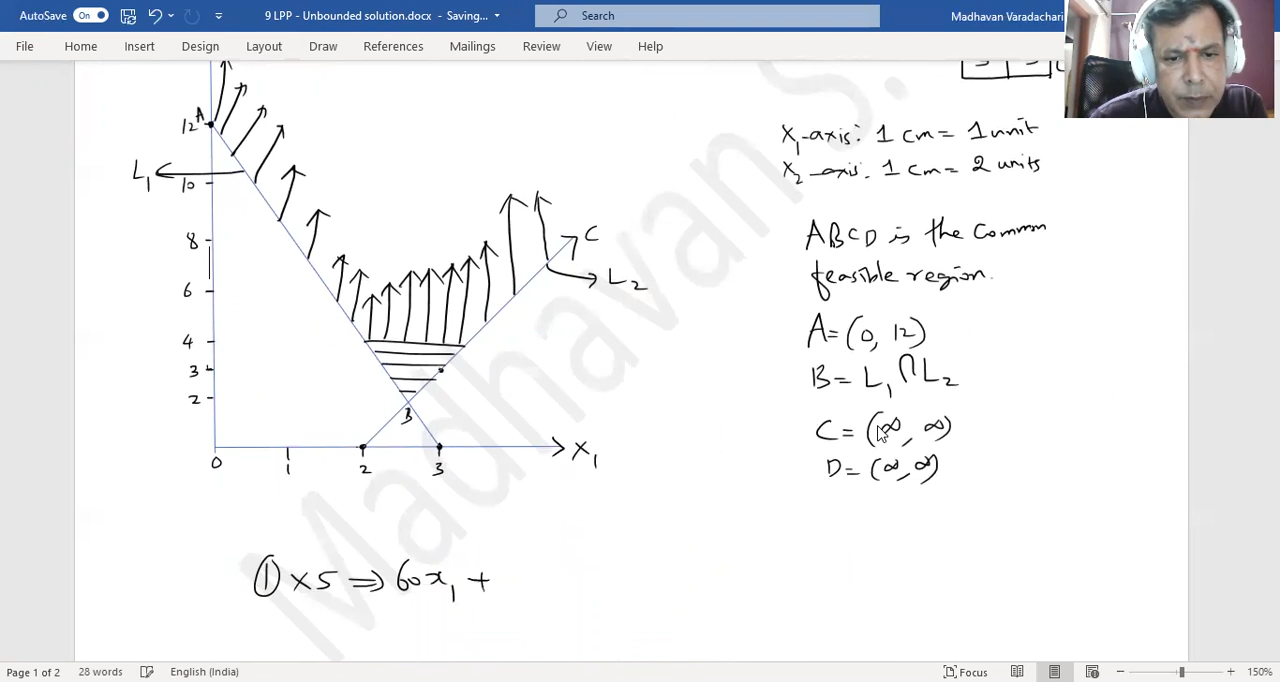 AutoSave On 9 LPP - Unbounded solution.docx - Saving... Search Madhavan Varadachari
File Home Insert Design Layout References Mailings Review View Help
12 A
L1
10
8
6
4
3
2
B
C
L2
0 1 2 3 X1
X1-axis: 1 cm = 1 unit
X2-axis: 1 cm = 2 units
ABCD is the common
feasible region.
A = (0, 12)
B = L1 ∩ L2
C = (∞, ∞)
D = (∞, ∞)
① × 5 ⇒ 60x1 +
Madhavan S.
Page 1 of 2 28 words English (India) Focus 150%